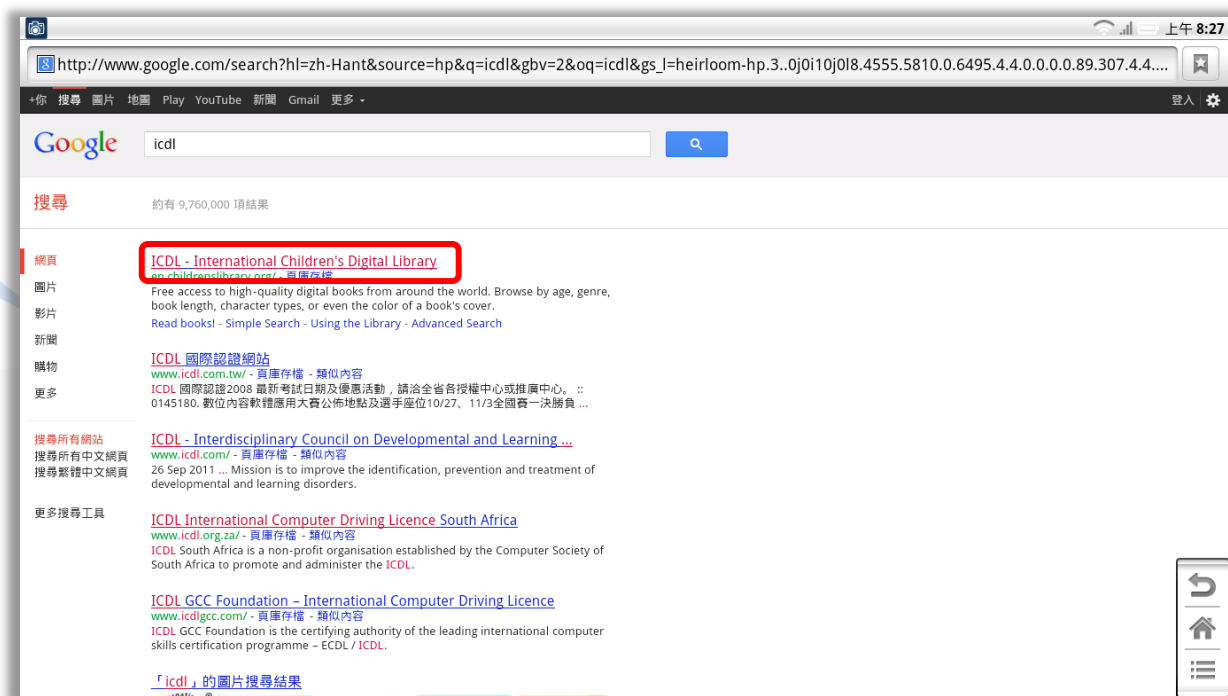 上午 8:27
http://www.google.com/search?hl=zh-Hant&source=hp&q=icdl&gbv=2&oq=icdl&gs_l=heirloom-hp.3..0j0i10j0l8.4555.5810.0.6495.4.4.0.0.0.0.89.307.4.4....
+你 搜尋 圖片 地圖 Play YouTube 新聞 Gmail 更多 登入
Google icdl
搜尋 約有 9,760,000 項結果
網頁
圖片
影片
新聞
購物
更多
搜尋所有網站
搜尋所有中文網頁
搜尋繁體中文網頁
更多搜尋工具
ICDL - International Children's Digital Library
en.childrenslibrary.org/ - 頁庫存檔
Free access to high-quality digital books from around the world. Browse by age, genre,
book length, character types, or even the color of a book's cover.
Read books! - Simple Search - Using the Library - Advanced Search
ICDL 國際認證網站
www.icdl.com.tw/ - 頁庫存檔 - 類似內容
ICDL 國際認證2008 最新考試日期及優惠活動，請洽全省各授權中心或推廣中心。 ::
0145180. 數位內容軟體應用大賽公佈地點及選手座位10/27、11/3全國賽一決勝負 ...
ICDL - Interdisciplinary Council on Developmental and Learning ...
www.icdl.com/ - 頁庫存檔 - 類似內容
26 Sep 2011 ... Mission is to improve the identification, prevention and treatment of
developmental and learning disorders.
ICDL International Computer Driving Licence South Africa
www.icdl.org.za/ - 頁庫存檔 - 類似內容
ICDL South Africa is a non-profit organisation established by the Computer Society of
South Africa to promote and administer the ICDL.
ICDL GCC Foundation – International Computer Driving Licence
www.icdlgcc.com/ - 頁庫存檔 - 類似內容
ICDL GCC Foundation is the certifying authority of the leading international computer
skills certification programme – ECDL / ICDL.
「icdl」的圖片搜尋結果